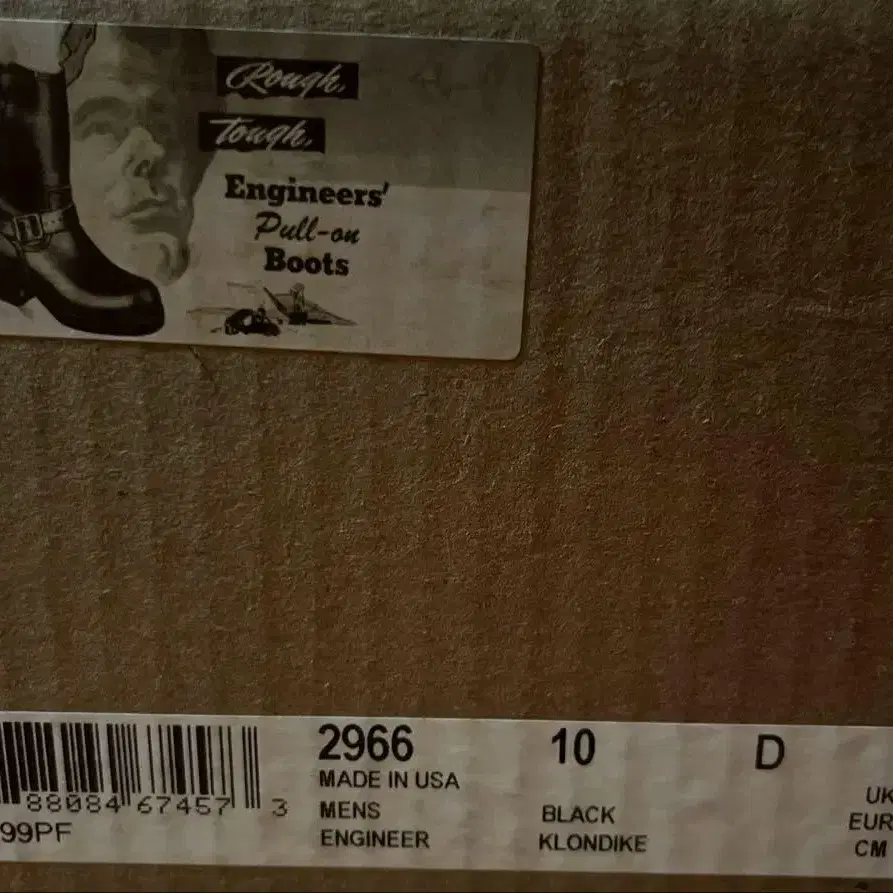 Rough,
Tough,
Engineers'
Pull-on
Boots
2966 10 D
MADE IN USA
MENS BLACK
ENGINEER KLONDIKE
UK
EUR
CM
88084 67457 3
99PF